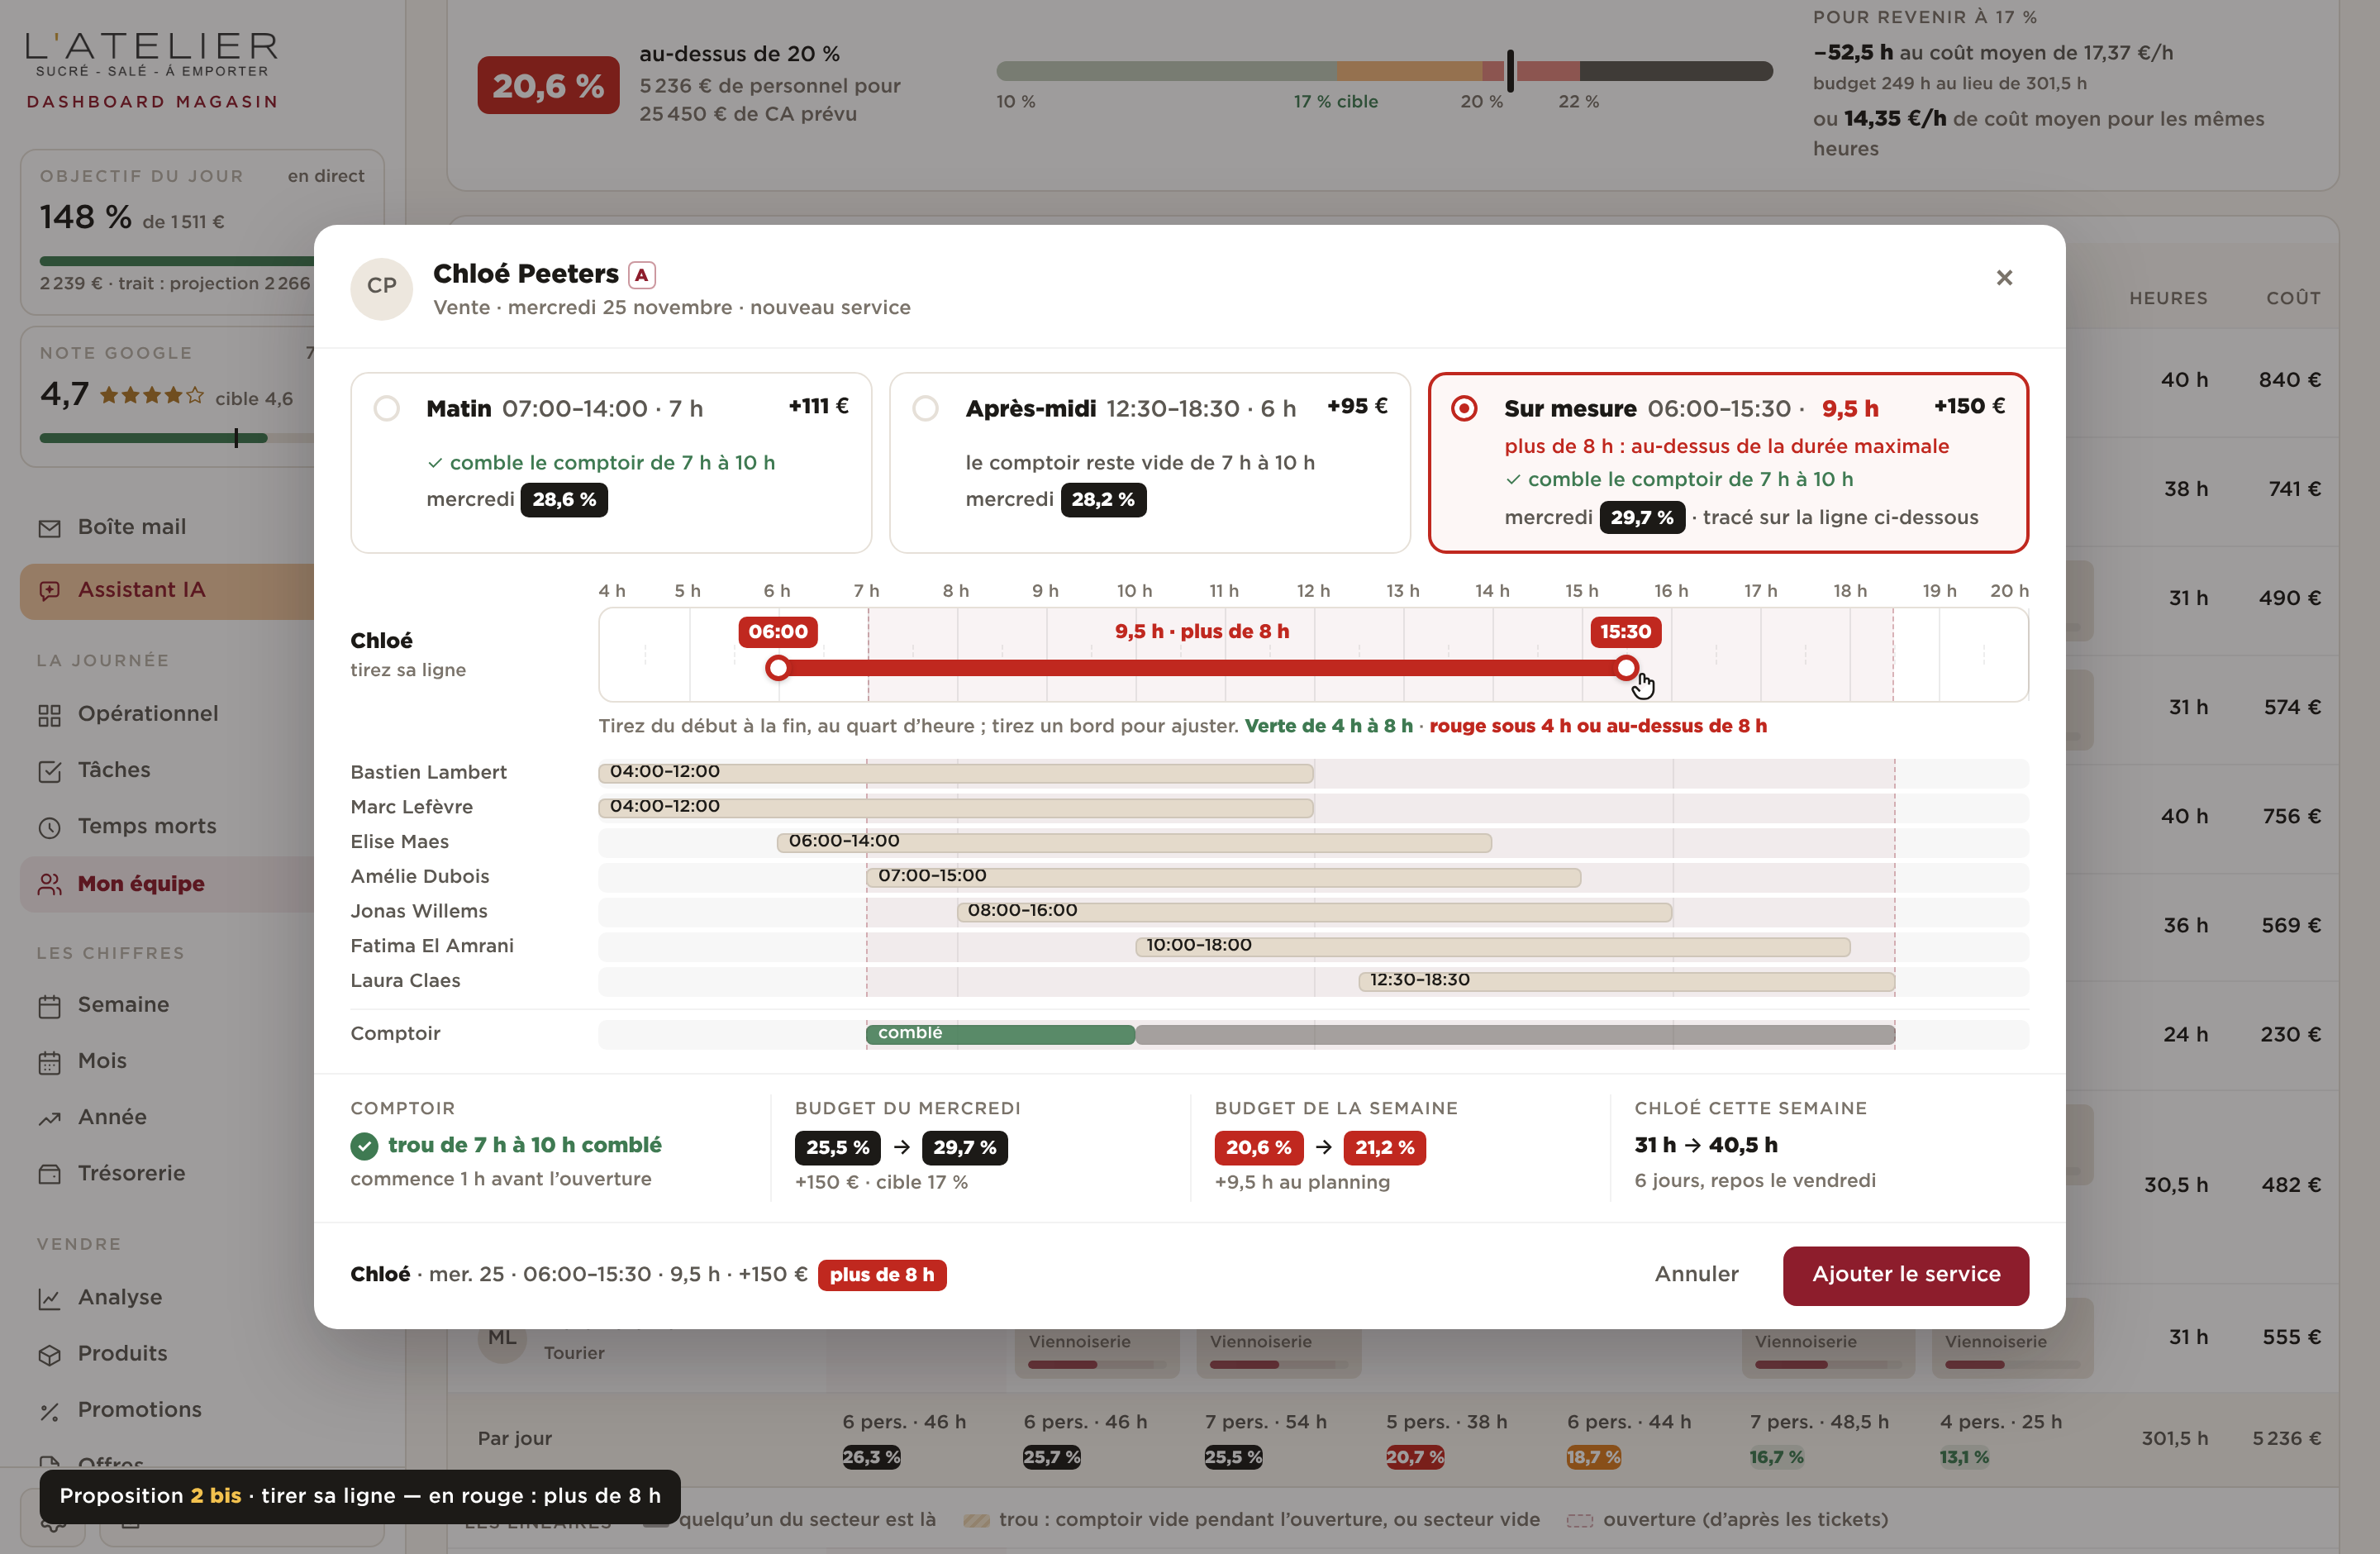 L'ATELIER
SUCRÉ - SALÉ - Á EMPORTER
DASHBOARD MAGASIN
OBJECTIF DU JOUR en direct
148 % de 1 511 €
2 239 € · trait : projection 2 266
NOTE GOOGLE 7
4,7 cible 4,6
Boîte mail
Assistant IA
LA JOURNÉE
Opérationnel
Tâches
Temps morts
Mon équipe
LES CHIFFRES
Semaine
Mois
Année
Trésorerie
VENDRE
Analyse
Produits
Promotions
Offres
20,6 %
au-dessus de 20 %
5 236 € de personnel pour
25 450 € de CA prévu
10 % 17 % cible 20 % 22 %
POUR REVENIR À 17 %
−52,5 h au coût moyen de 17,37 €/h
budget 249 h au lieu de 301,5 h
ou 14,35 €/h de coût moyen pour les mêmes
heures
HEURES COÛT
40 h 840 €
38 h 741 €
31 h 490 €
31 h 574 €
40 h 756 €
36 h 569 €
24 h 230 €
30,5 h 482 €
31 h 555 €
CP
Chloé Peeters A
Vente · mercredi 25 novembre · nouveau service
×
Matin 07:00–14:00 · 7 h +111 €
✓ comble le comptoir de 7 h à 10 h
mercredi 28,6 %
Après-midi 12:30–18:30 · 6 h +95 €
le comptoir reste vide de 7 h à 10 h
mercredi 28,2 %
Sur mesure 06:00–15:30 · 9,5 h +150 €
plus de 8 h : au-dessus de la durée maximale
✓ comble le comptoir de 7 h à 10 h
mercredi 29,7 % · tracé sur la ligne ci-dessous
4 h 5 h 6 h 7 h 8 h 9 h 10 h 11 h 12 h 13 h 14 h 15 h 16 h 17 h 18 h 19 h 20 h
Chloé
tirez sa ligne
06:00 9,5 h · plus de 8 h 15:30
Tirez du début à la fin, au quart d’heure ; tirez un bord pour ajuster. Verte de 4 h à 8 h · rouge sous 4 h ou au-dessus de 8 h
Bastien Lambert 04:00–12:00
Marc Lefèvre 04:00–12:00
Elise Maes 06:00–14:00
Amélie Dubois 07:00–15:00
Jonas Willems 08:00–16:00
Fatima El Amrani 10:00–18:00
Laura Claes 12:30–18:30
Comptoir comblé
COMPTOIR
trou de 7 h à 10 h comblé
commence 1 h avant l’ouverture
BUDGET DU MERCREDI
25,5 % → 29,7 %
+150 € · cible 17 %
BUDGET DE LA SEMAINE
20,6 % → 21,2 %
+9,5 h au planning
CHLOÉ CETTE SEMAINE
31 h → 40,5 h
6 jours, repos le vendredi
Chloé · mer. 25 · 06:00–15:30 · 9,5 h · +150 € plus de 8 h
Annuler
Ajouter le service
ML
Tourier
Viennoiserie Viennoiserie Viennoiserie Viennoiserie
Par jour
6 pers. · 46 h 6 pers. · 46 h 7 pers. · 54 h 5 pers. · 38 h 6 pers. · 44 h 7 pers. · 48,5 h 4 pers. · 25 h
26,3 % 25,7 % 25,5 % 20,7 % 18,7 % 16,7 % 13,1 %
301,5 h 5 236 €
Proposition 2 bis · tirer sa ligne — en rouge : plus de 8 h
LES LINÉAIRES quelqu’un du secteur est là trou : comptoir vide pendant l’ouverture, ou secteur vide ouverture (d’après les tickets)